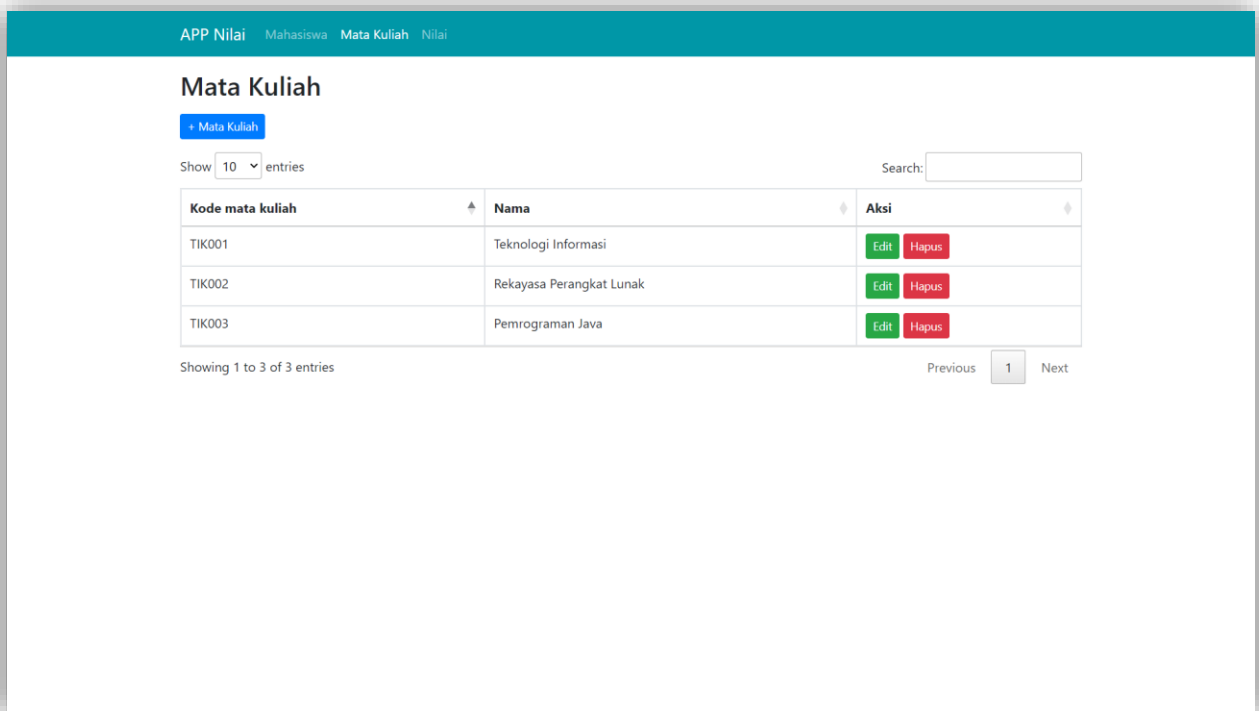 APP Nilai Mahasiswa Mata Kuliah Nilai
Mata Kuliah
+ Mata Kuliah
Show 10 entries Search:
Kode mata kuliah Nama Aksi
TIK001 Teknologi Informasi Edit Hapus
TIK002 Rekayasa Perangkat Lunak Edit Hapus
TIK003 Pemrograman Java Edit Hapus
Showing 1 to 3 of 3 entries Previous 1 Next